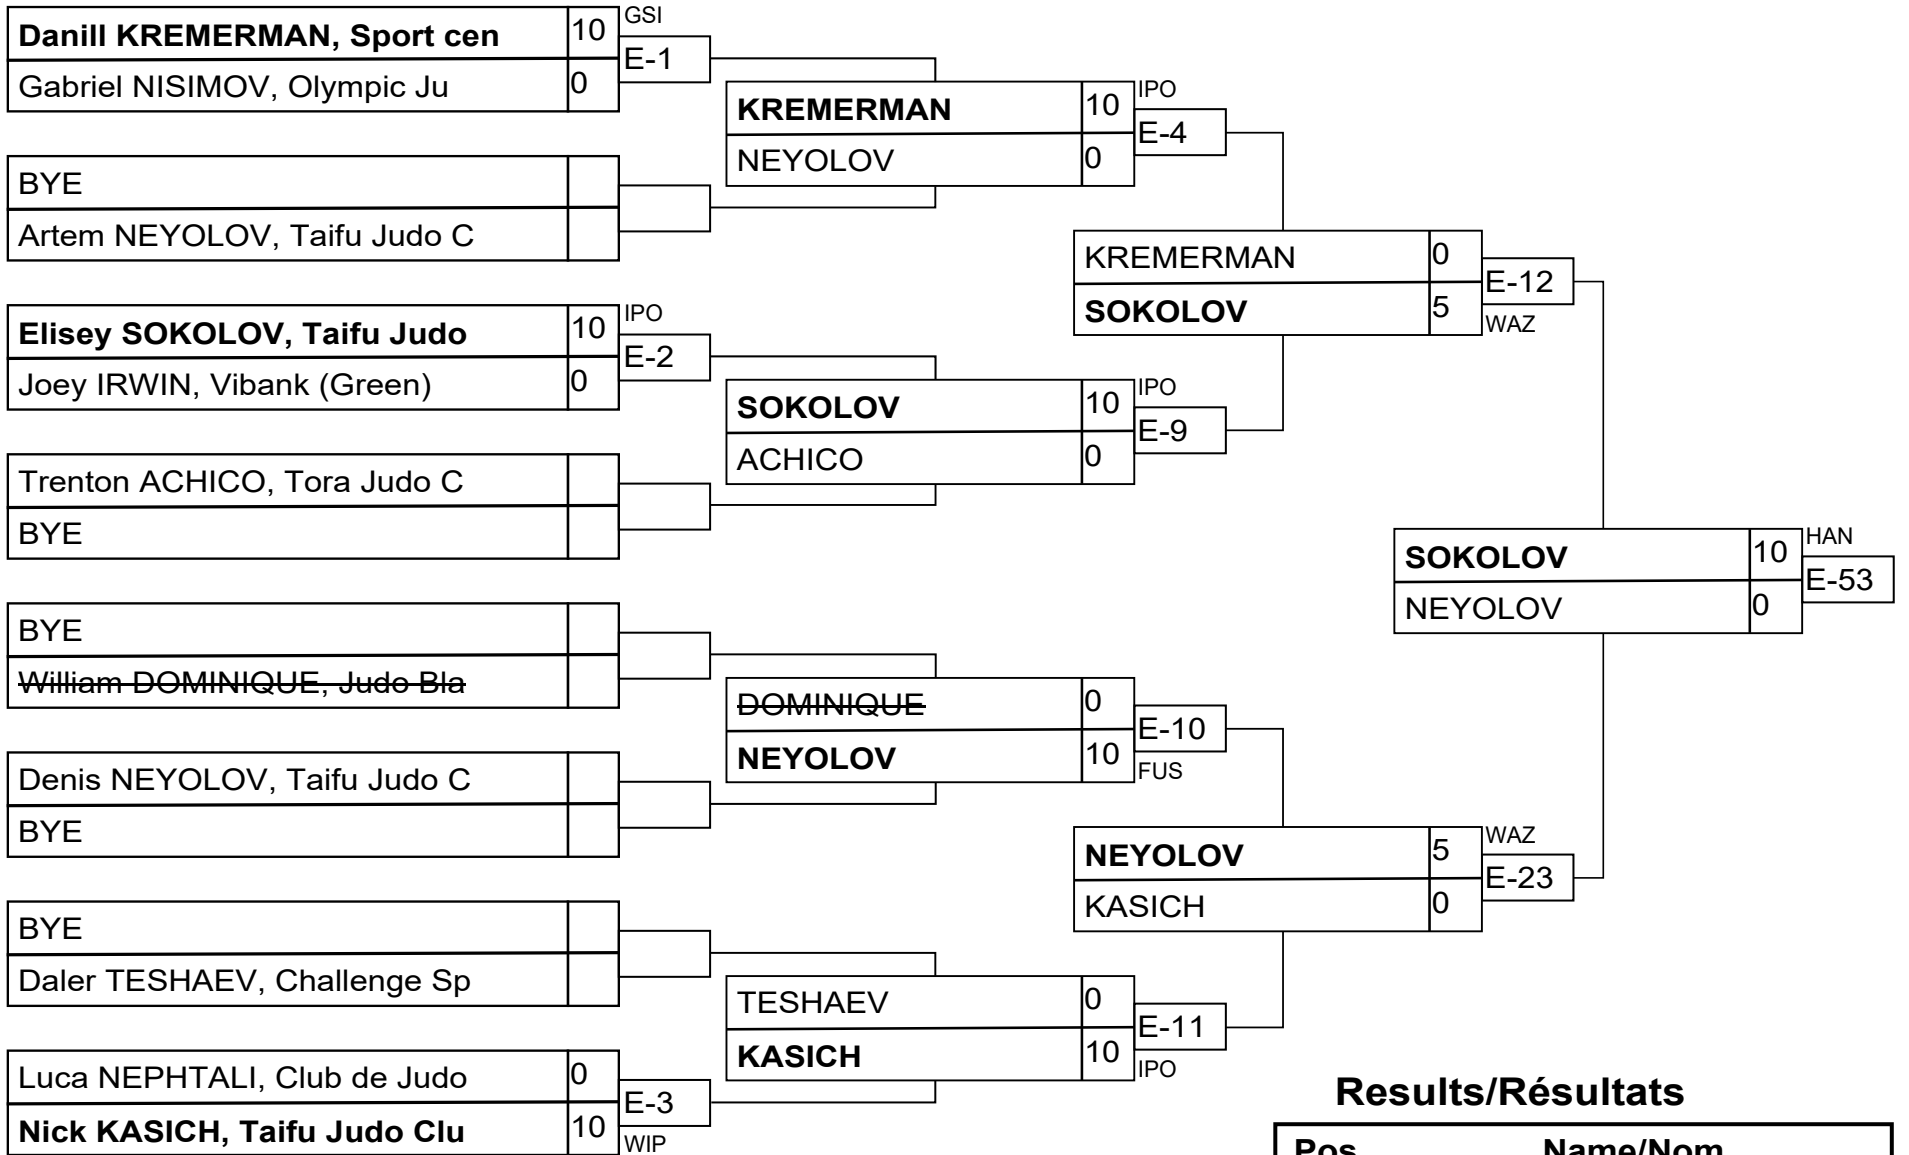 Danill KREMERMAN, Sport cen 10 GSI
E-1
Gabriel NISIMOV, Olympic Ju 0
BYE
Artem NEYOLOV, Taifu Judo C
Elisey SOKOLOV, Taifu Judo 10 IPO
E-2
Joey IRWIN, Vibank (Green) 0
Trenton ACHICO, Tora Judo C
BYE
BYE
William DOMINIQUE, Judo Bla
Denis NEYOLOV, Taifu Judo C
BYE
BYE
Daler TESHAEV, Challenge Sp
Luca NEPHTALI, Club de Judo 0
E-3
Nick KASICH, Taifu Judo Clu 10 WIP
KREMERMAN 10 IPO
E-4
NEYOLOV 0
SOKOLOV 10 IPO
E-9
ACHICO 0
DOMINIQUE 0
E-10
NEYOLOV 10 FUS
TESHAEV 0
E-11
KASICH 10 IPO
KREMERMAN 0
E-12
SOKOLOV 5 WAZ
NEYOLOV 5 WAZ
E-23
KASICH 0
SOKOLOV 10 HAN
E-53
NEYOLOV 0
Results/Résultats
Pos Name/Nom